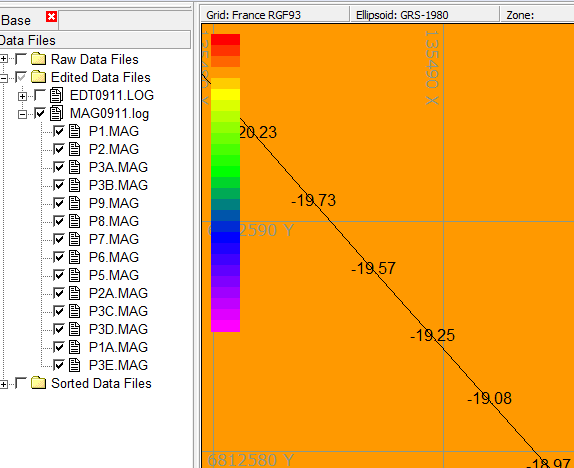 Base
Grid: France RGF93
Ellipsoid: GRS-1980
Zone:
Data Files
Raw Data Files
Edited Data Files
EDT0911.LOG
MAG0911.log
P1.MAG
P2.MAG
P3A.MAG
P3B.MAG
P9.MAG
P8.MAG
P7.MAG
P6.MAG
P5.MAG
P2A.MAG
P3C.MAG
P3D.MAG
P1A.MAG
P3E.MAG
Sorted Data Files
135490 X
20.23
-19.73
-19.57
-19.25
-19.08
-18.97
6812580 Y